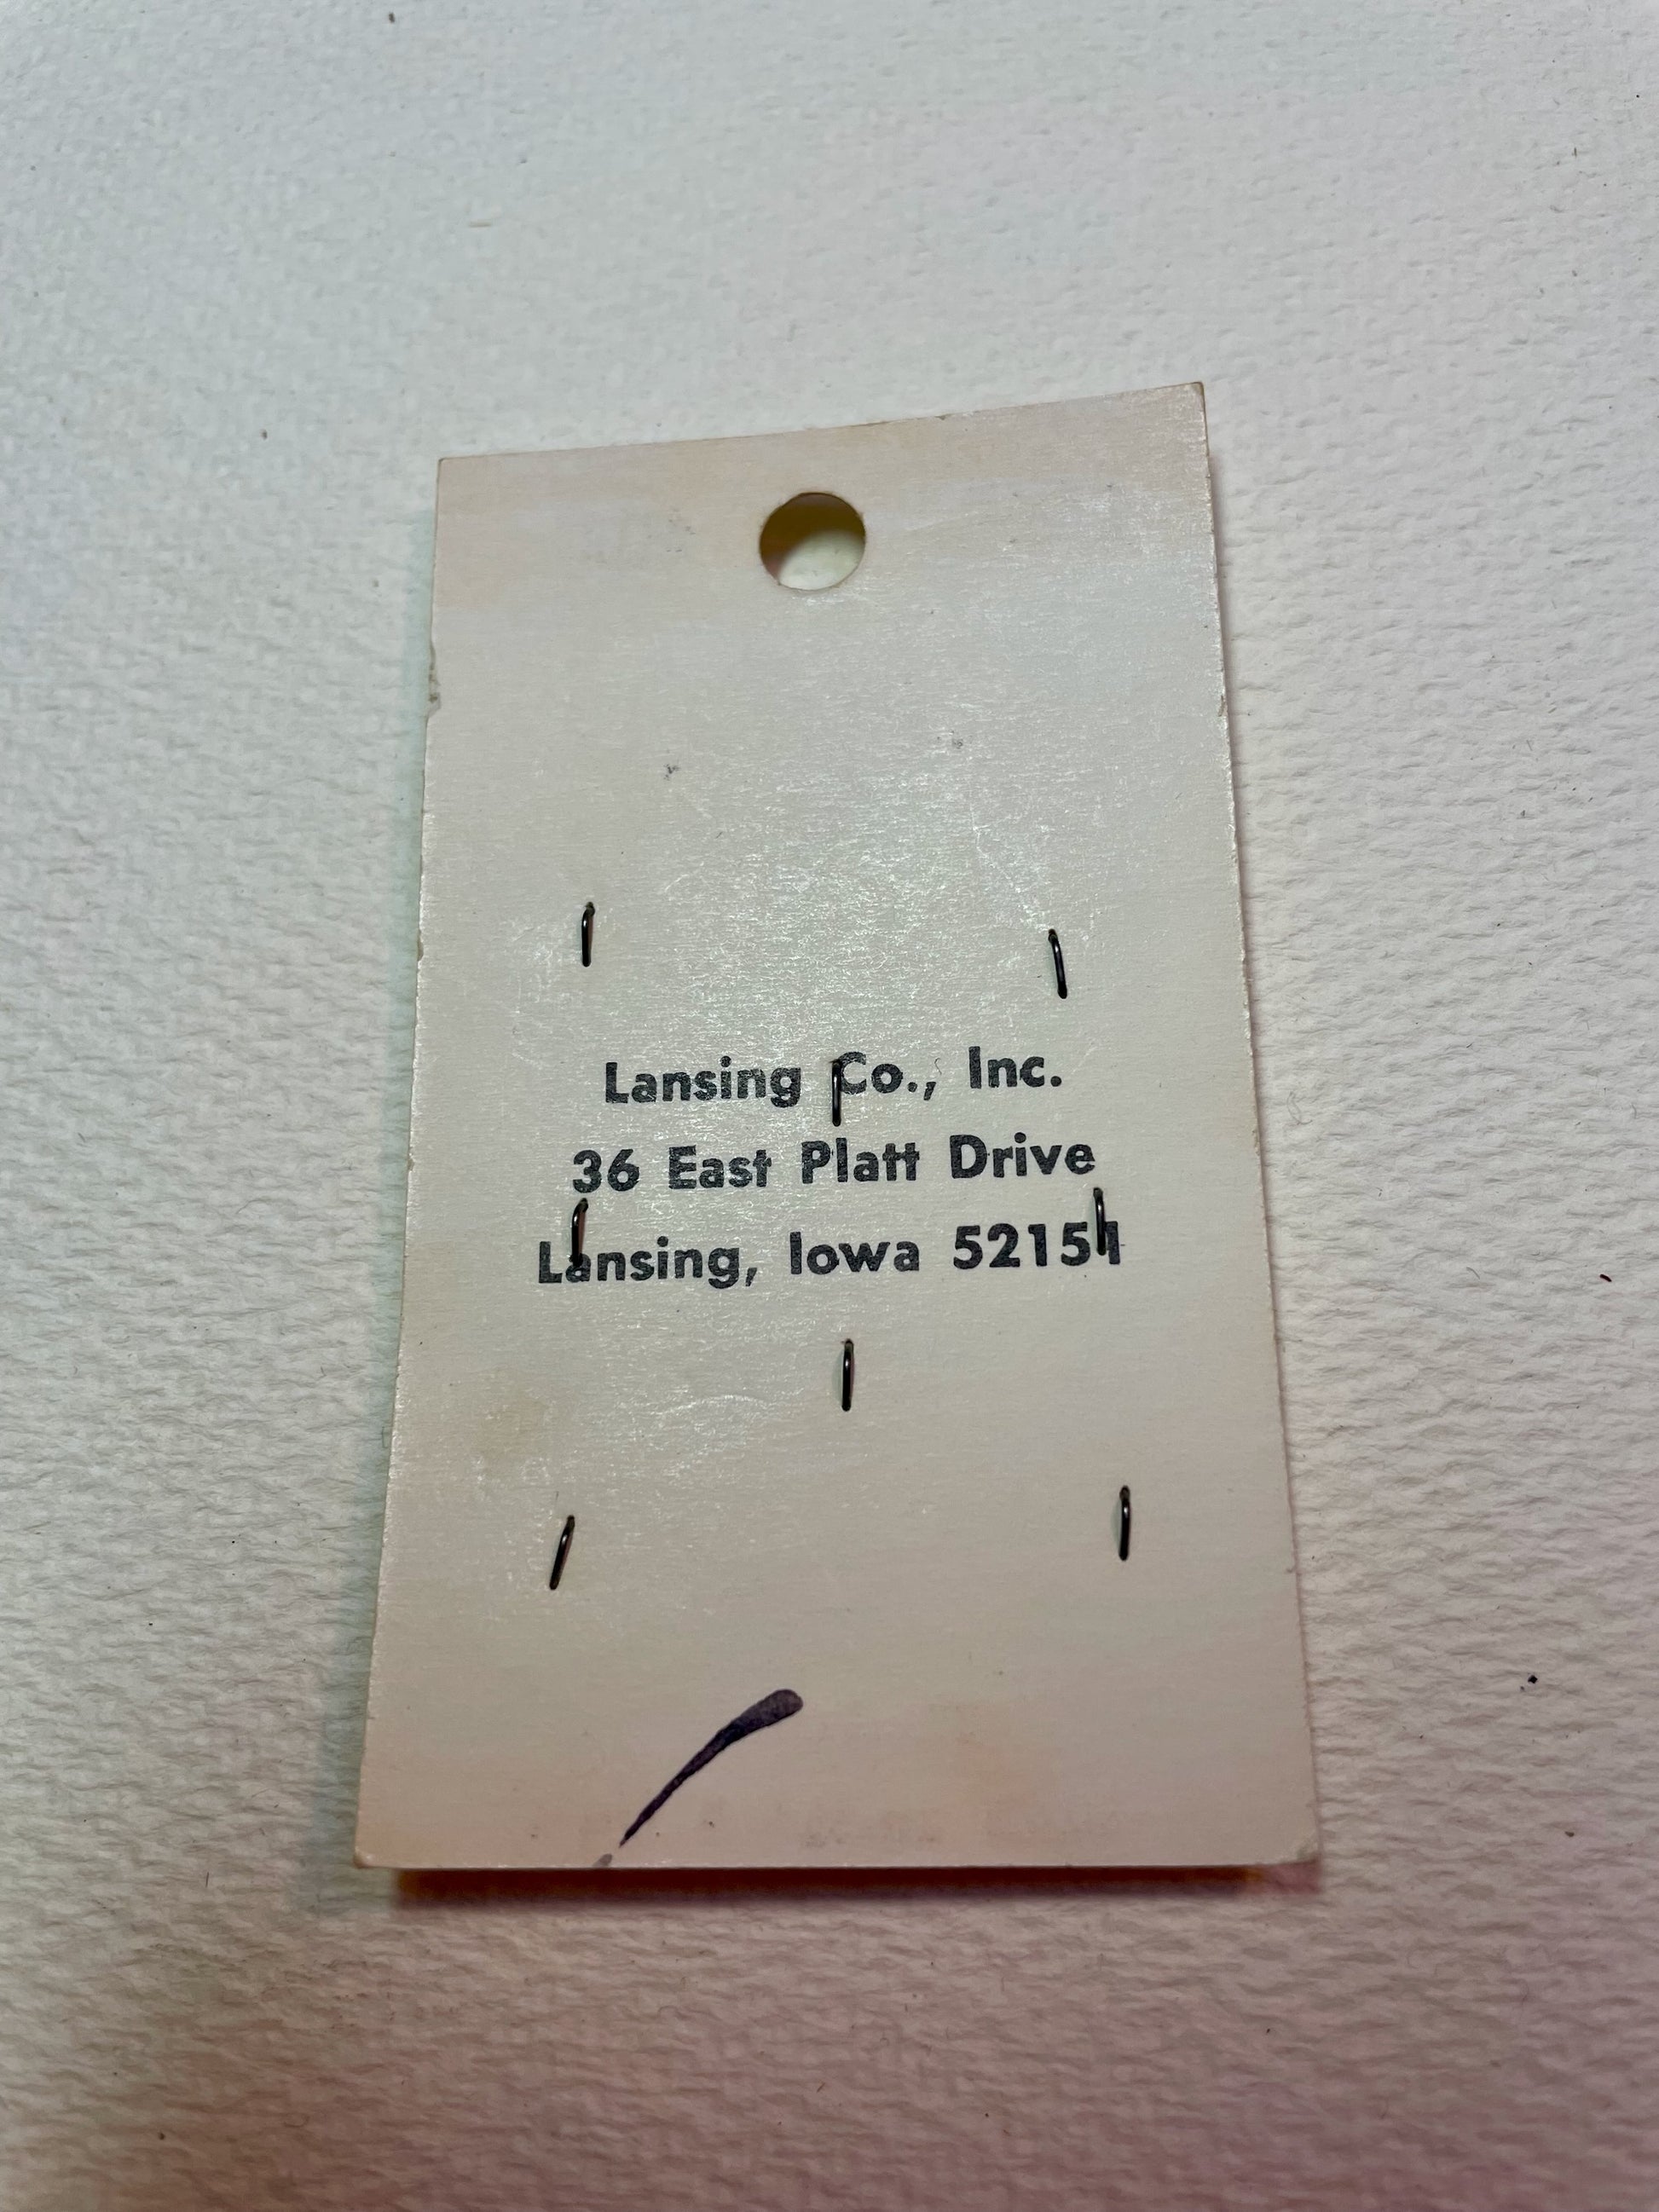 Lansing Co., Inc.
36 East Platt Drive
Lansing, Iowa 52151